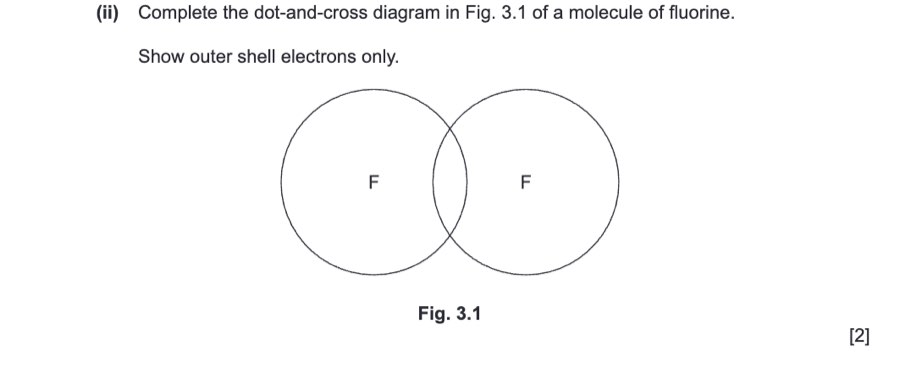 (ii) Complete the dot-and-cross diagram in Fig. 3.1 of a molecule of fluorine.
Show outer shell electrons only.
F F
Fig. 3.1
[2]